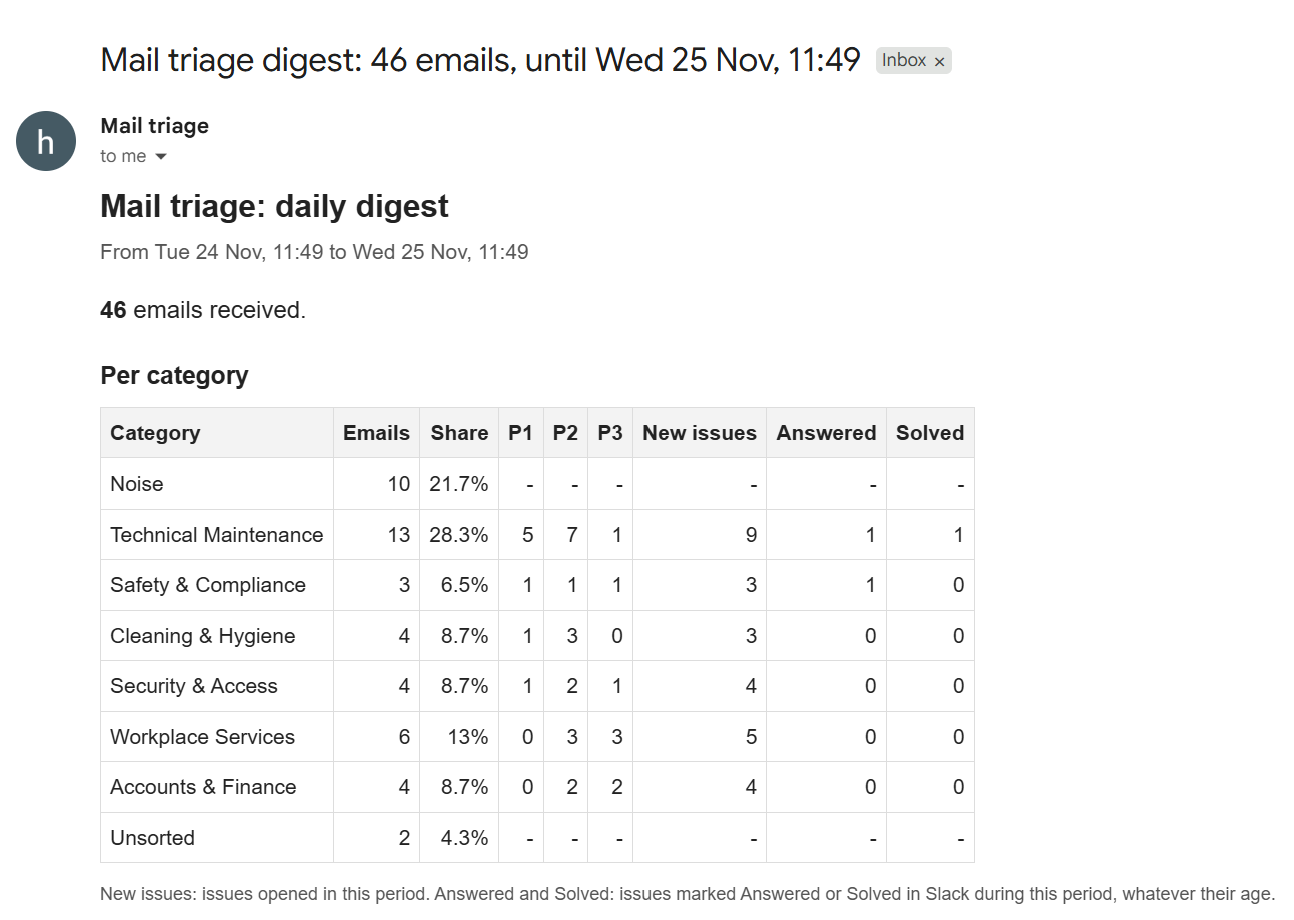 Mail triage digest: 46 emails, until Wed 25 Nov, 11:49 Inbox ×
h
Mail triage
to me
Mail triage: daily digest
From Tue 24 Nov, 11:49 to Wed 25 Nov, 11:49
46 emails received.
Per category
Category Emails Share P1 P2 P3 New issues Answered Solved
Noise 10 21.7% - - - - - -
Technical Maintenance 13 28.3% 5 7 1 9 1 1
Safety & Compliance 3 6.5% 1 1 1 3 1 0
Cleaning & Hygiene 4 8.7% 1 3 0 3 0 0
Security & Access 4 8.7% 1 2 1 4 0 0
Workplace Services 6 13% 0 3 3 5 0 0
Accounts & Finance 4 8.7% 0 2 2 4 0 0
Unsorted 2 4.3% - - - - - -
New issues: issues opened in this period. Answered and Solved: issues marked Answered or Solved in Slack during this period, whatever their age.